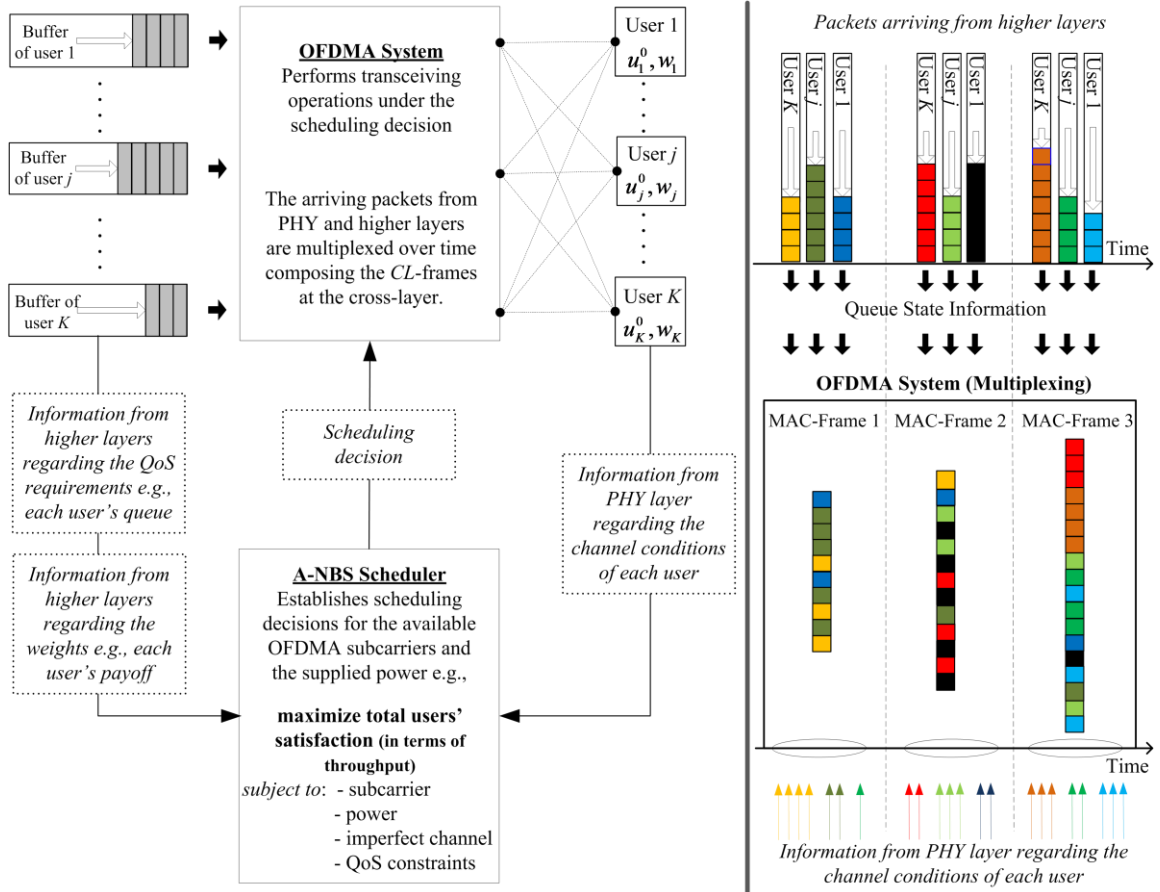 Buffer
of user 1
Buffer
of user j
Buffer of
user K
OFDMA System
Performs transceiving
operations under the
scheduling decision
The arriving packets from
PHY and higher layers
are multiplexed over time
composing the CL-frames
at the cross-layer.
User 1
u₁⁰, w₁
User j
uⱼ⁰, wⱼ
User K
u_K⁰, w_K
Information from
higher layers
regarding the QoS
requirements e.g.,
each user's queue
Information from
higher layers
regarding the
weights e.g., each
user's payoff
Scheduling
decision
Information from
PHY layer
regarding the
channel conditions
of each user
A-NBS Scheduler
Establishes scheduling
decisions for the available
OFDMA subcarriers and
the supplied power e.g.,
maximize total users'
satisfaction (in terms of
throughput)
subject to: - subcarrier
- power
- imperfect channel
- QoS constraints
Packets arriving from higher layers
User K
User j
User 1
User K
User j
User 1
User K
User j
User 1
Time
Queue State Information
OFDMA System (Multiplexing)
MAC-Frame 1
MAC-Frame 2
MAC-Frame 3
Time
Information from PHY layer regarding the
channel conditions of each user